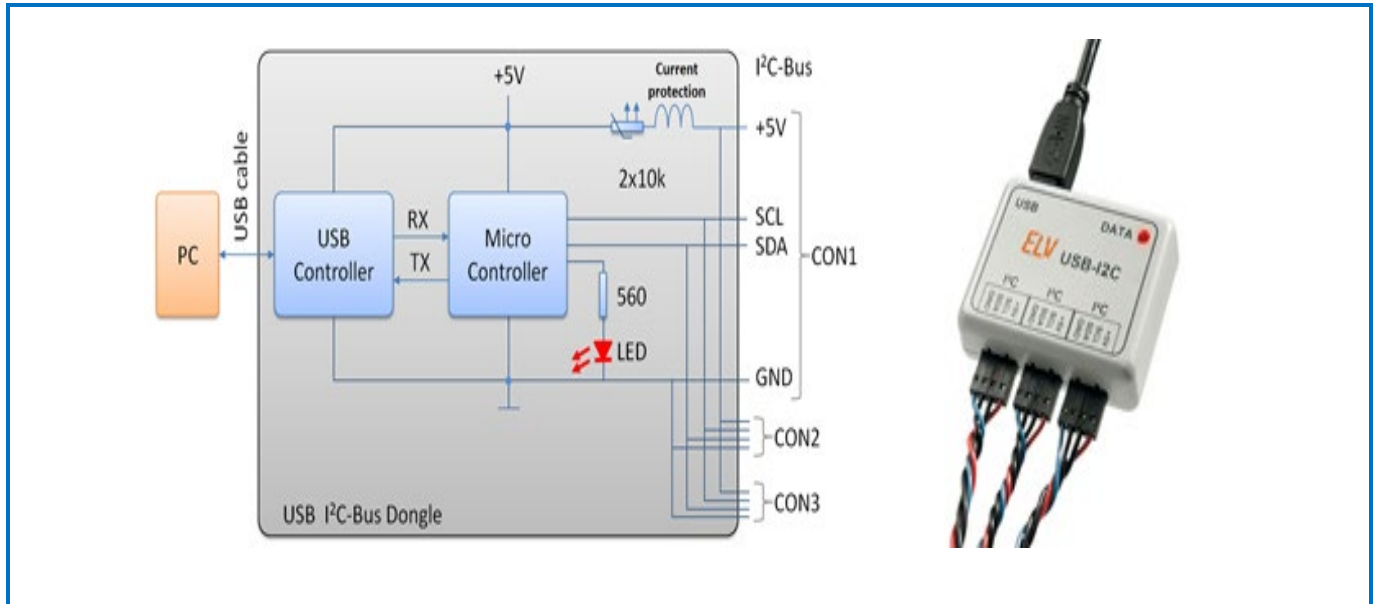 +5V
Current
protection
I²C-Bus
+5V
USB cable
2x10k
SCL
SDA
CON1
PC
USB
Controller
RX
TX
Micro
Controller
560
LED
GND
CON2
CON3
USB I²C-Bus Dongle
USB
DATA
ELV USB-I2C
I²C
I²C
I²C